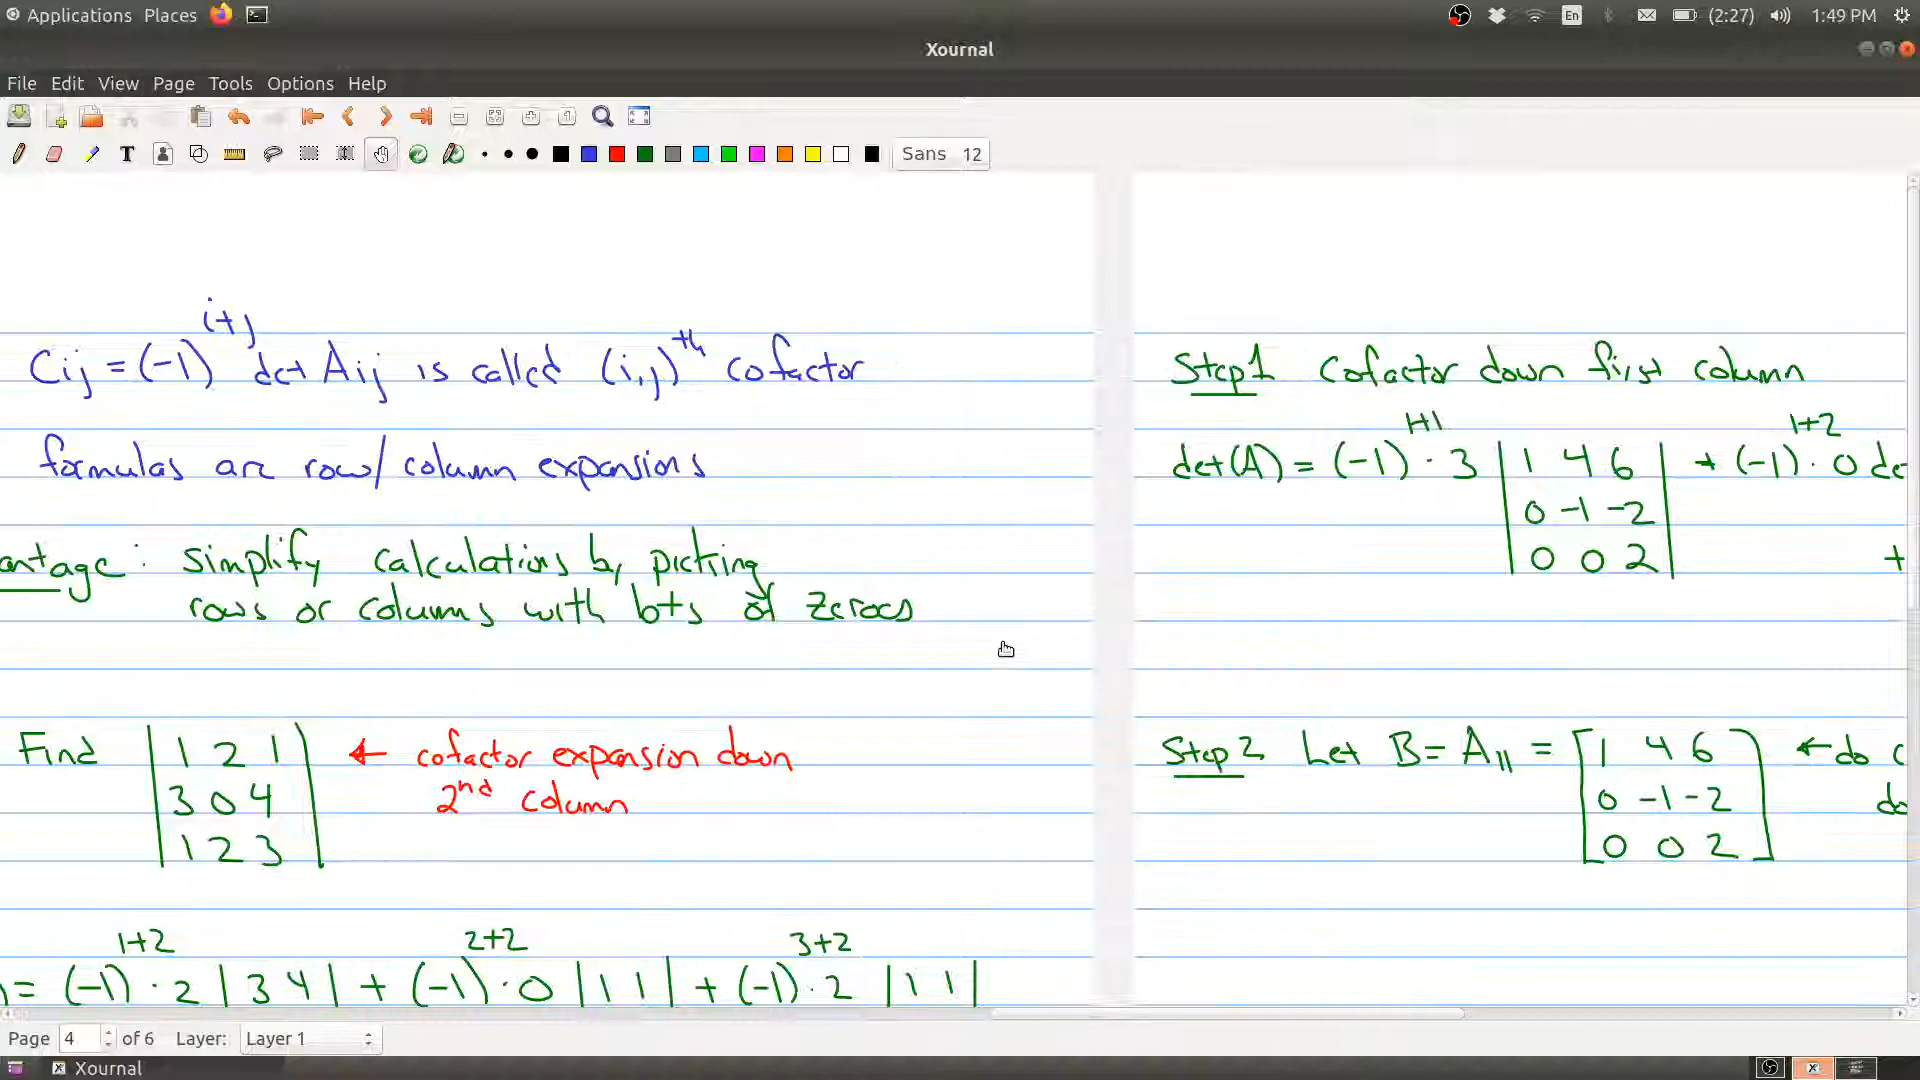 Applications Places En (2:27) 1:49 PM
Xournal
File Edit View Page Tools Options Help
T Sans 12
i+j
Cij = (-1) det Aij is called (i,j)th cofactor
formulas are row/column expansions
antage: simplify calculations by picking
rows or columns with lots of zeroes
Find | 1 2 1 | ← cofactor expansion down
| 3 0 4 | 2nd column
| 1 2 3 |
1+2 2+2 3+2
= (-1) · 2 | 3 4 | + (-1) · 0 | 1 1 | + (-1) · 2 | 1 1 |
Step 1 Cofactor down first column
1+1 1+2
det(A) = (-1) · 3 | 1 4 6 | + (-1) · 0 de
| 0 -1 -2 |
| 0 0 2 | +
Step 2 Let B = A11 = [ 1 4 6 ] ← do c
[ 0 -1 -2 ] do
[ 0 0 2 ]
Page 4 of 6 Layer: Layer 1
Xournal